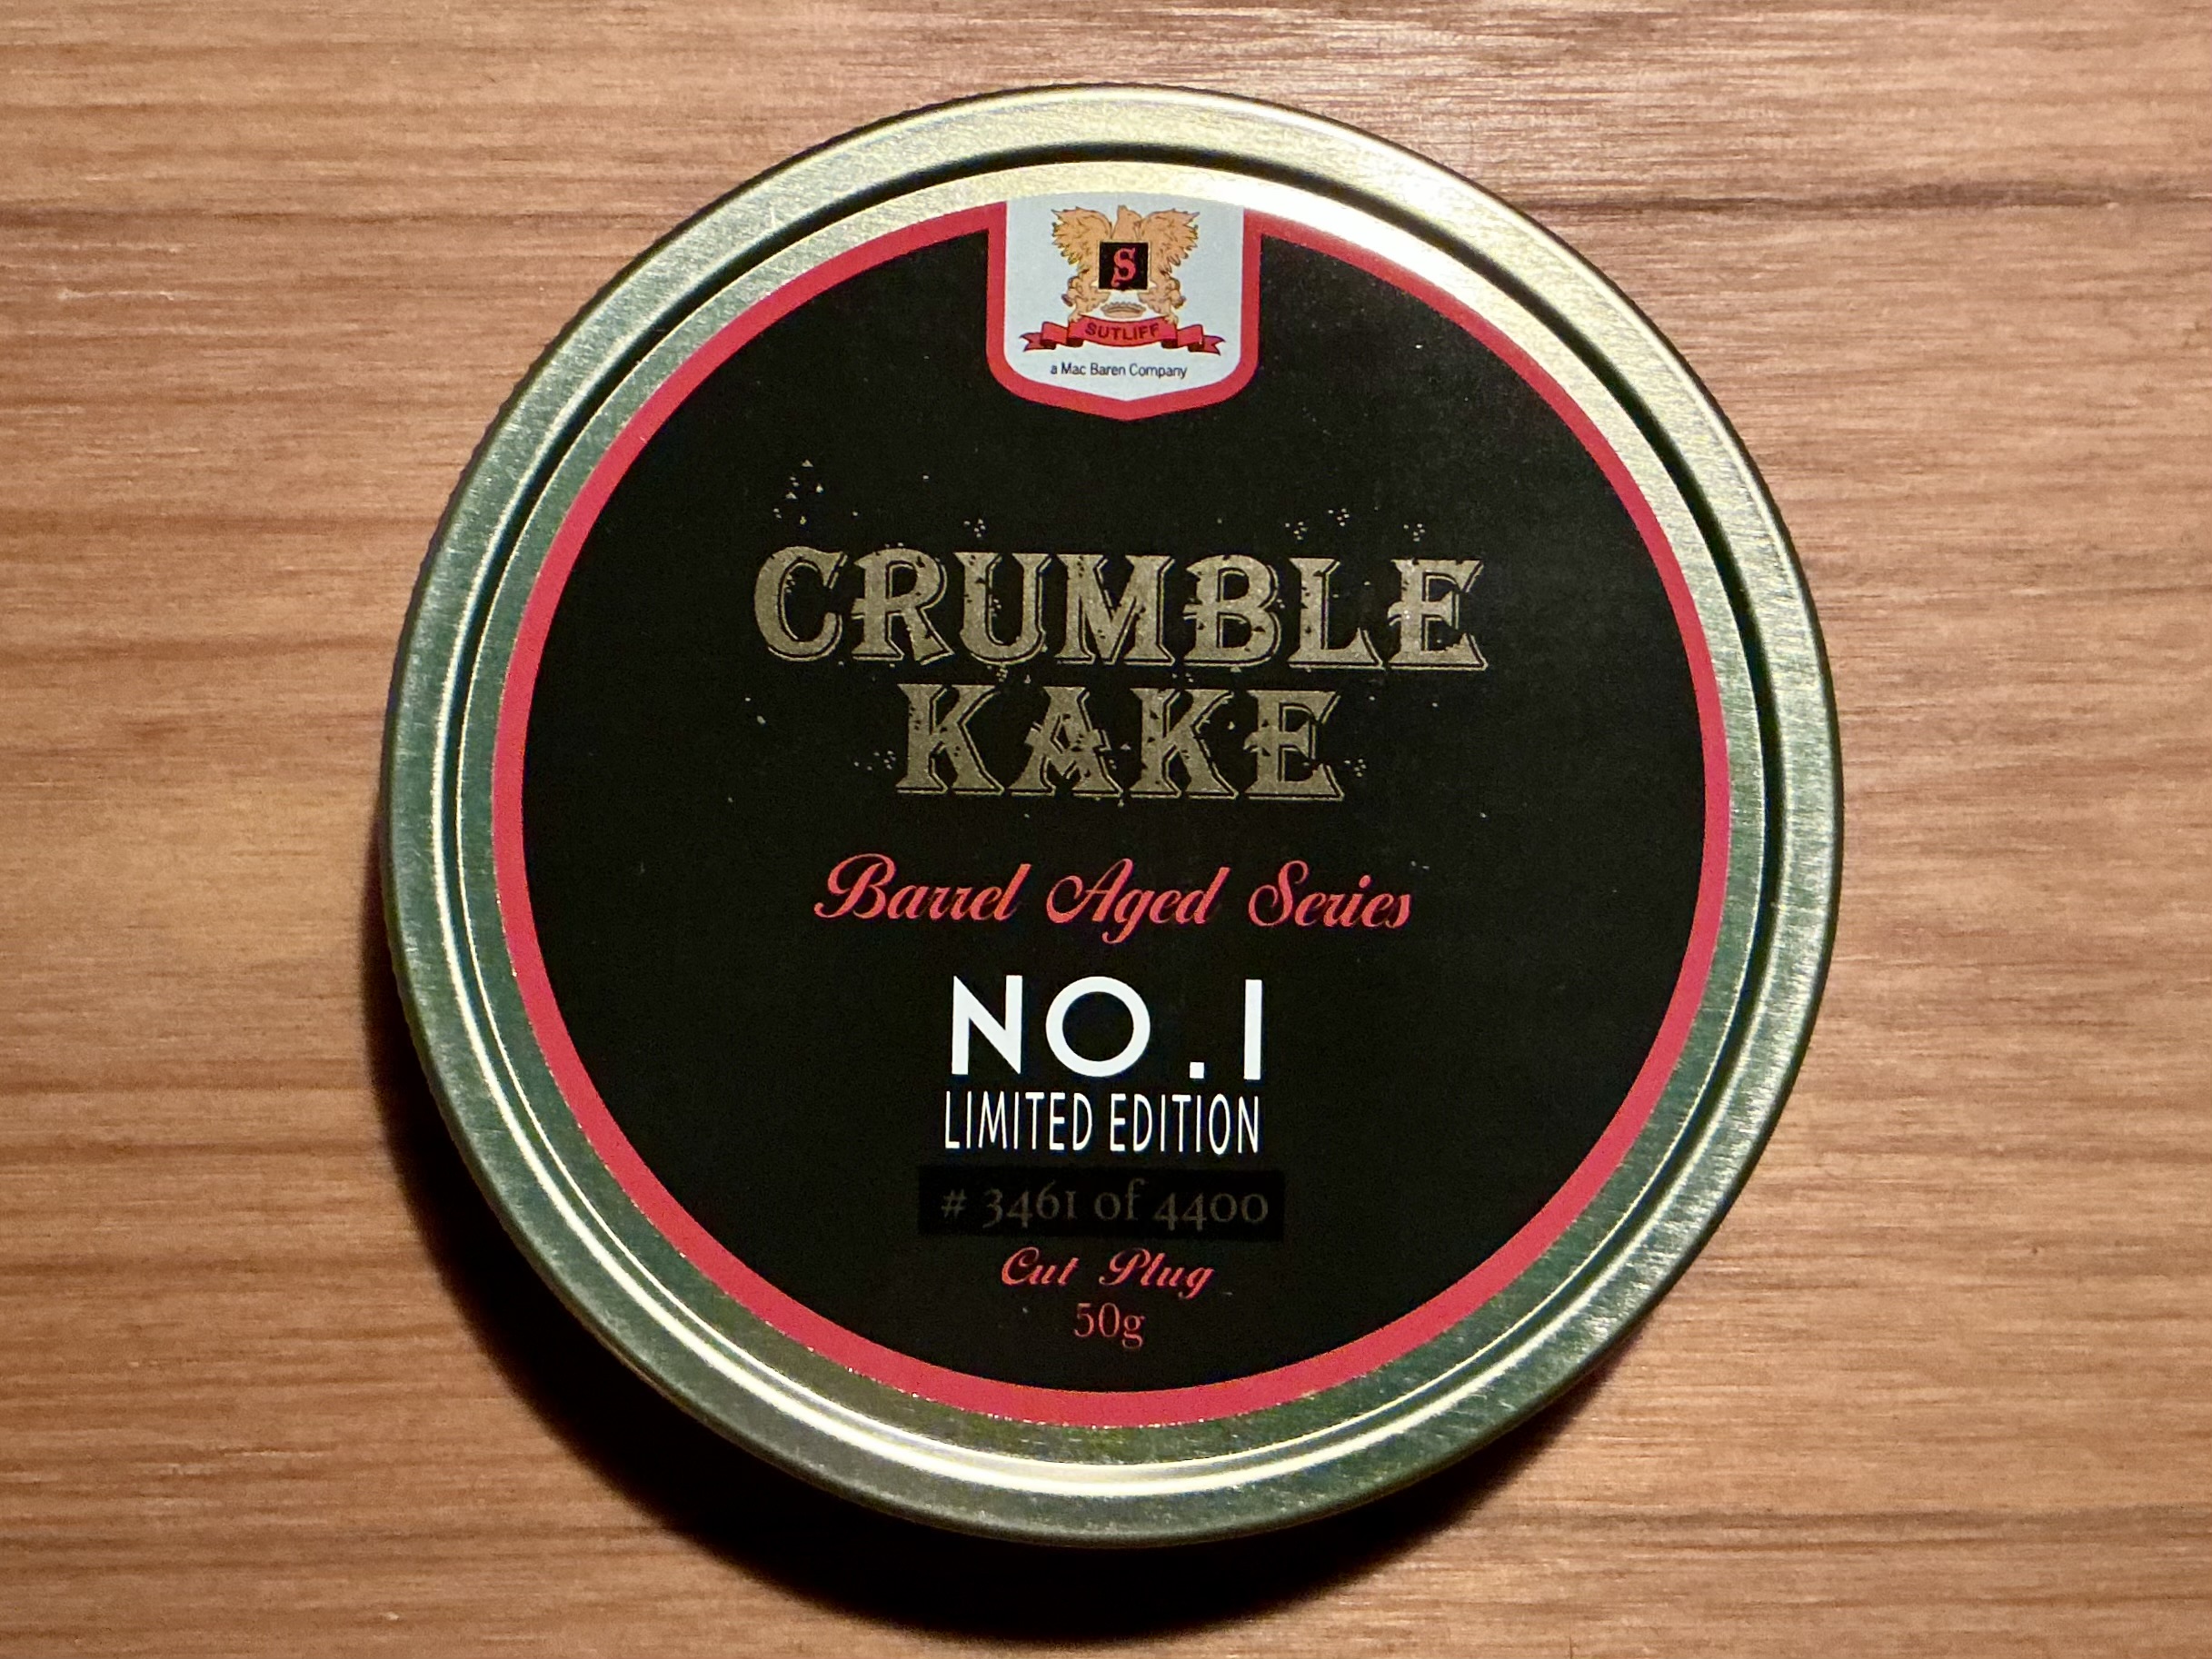 S
SUTLIFF
a Mac Baren Company
CRUMBLE
KAKE
Barrel Aged Series
NO.1
LIMITED EDITION
# 3461 of 4400
Cut Plug
50g